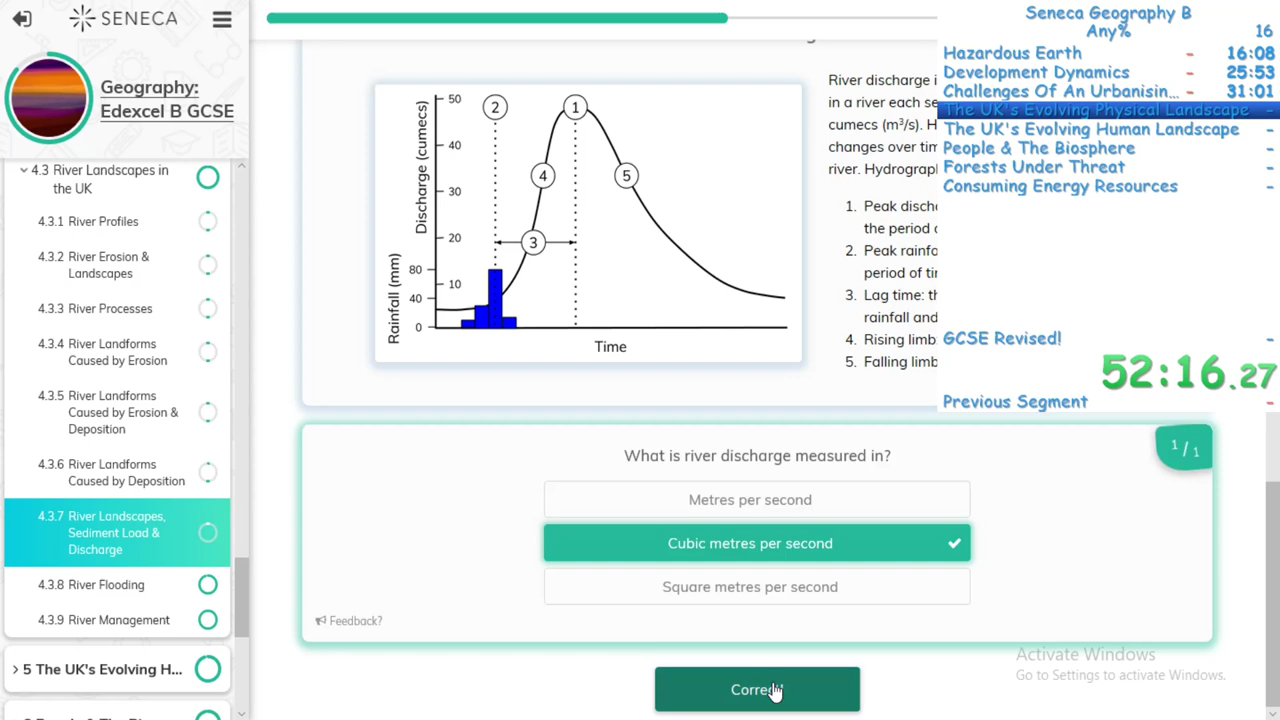 SENECA
Geography:
Edexcel B GCSE
4.3 River Landscapes in
the UK
4.3.1 River Profiles
4.3.2 River Erosion &
Landscapes
4.3.3 River Processes
4.3.4 River Landforms
Caused by Erosion
4.3.5 River Landforms
Caused by Erosion &
Deposition
4.3.6 River Landforms
Caused by Deposition
4.3.7 River Landscapes,
Sediment Load &
Discharge
4.3.8 River Flooding
4.3.9 River Management
5 The UK's Evolving H...
Discharge (cumecs)
50
40
30
20
10
Rainfall (mm)
80
40
0
2
1
4
5
3
Time
River discharge i
in a river each se
cumecs (m³/s). H
changes over tim
river. Hydrograp
1. Peak disch
the period o
2. Peak rainfa
period of tin
3. Lag time: th
rainfall and
4. Rising limb
5. Falling limb
What is river discharge measured in?
1/1
Metres per second
Cubic metres per second
Square metres per second
Feedback?
Correct!
Activate Windows
Go to Settings to activate Windows.
Seneca Geography B
Any% 16
Hazardous Earth - 16:08
Development Dynamics - 25:53
Challenges Of An Urbanisin... - 31:01
The UK's Evolving Physical Landscape -
The UK's Evolving Human Landscape -
People & The Biosphere -
Forests Under Threat -
Consuming Energy Resources -
GCSE Revised! -
52:16.27
Previous Segment -